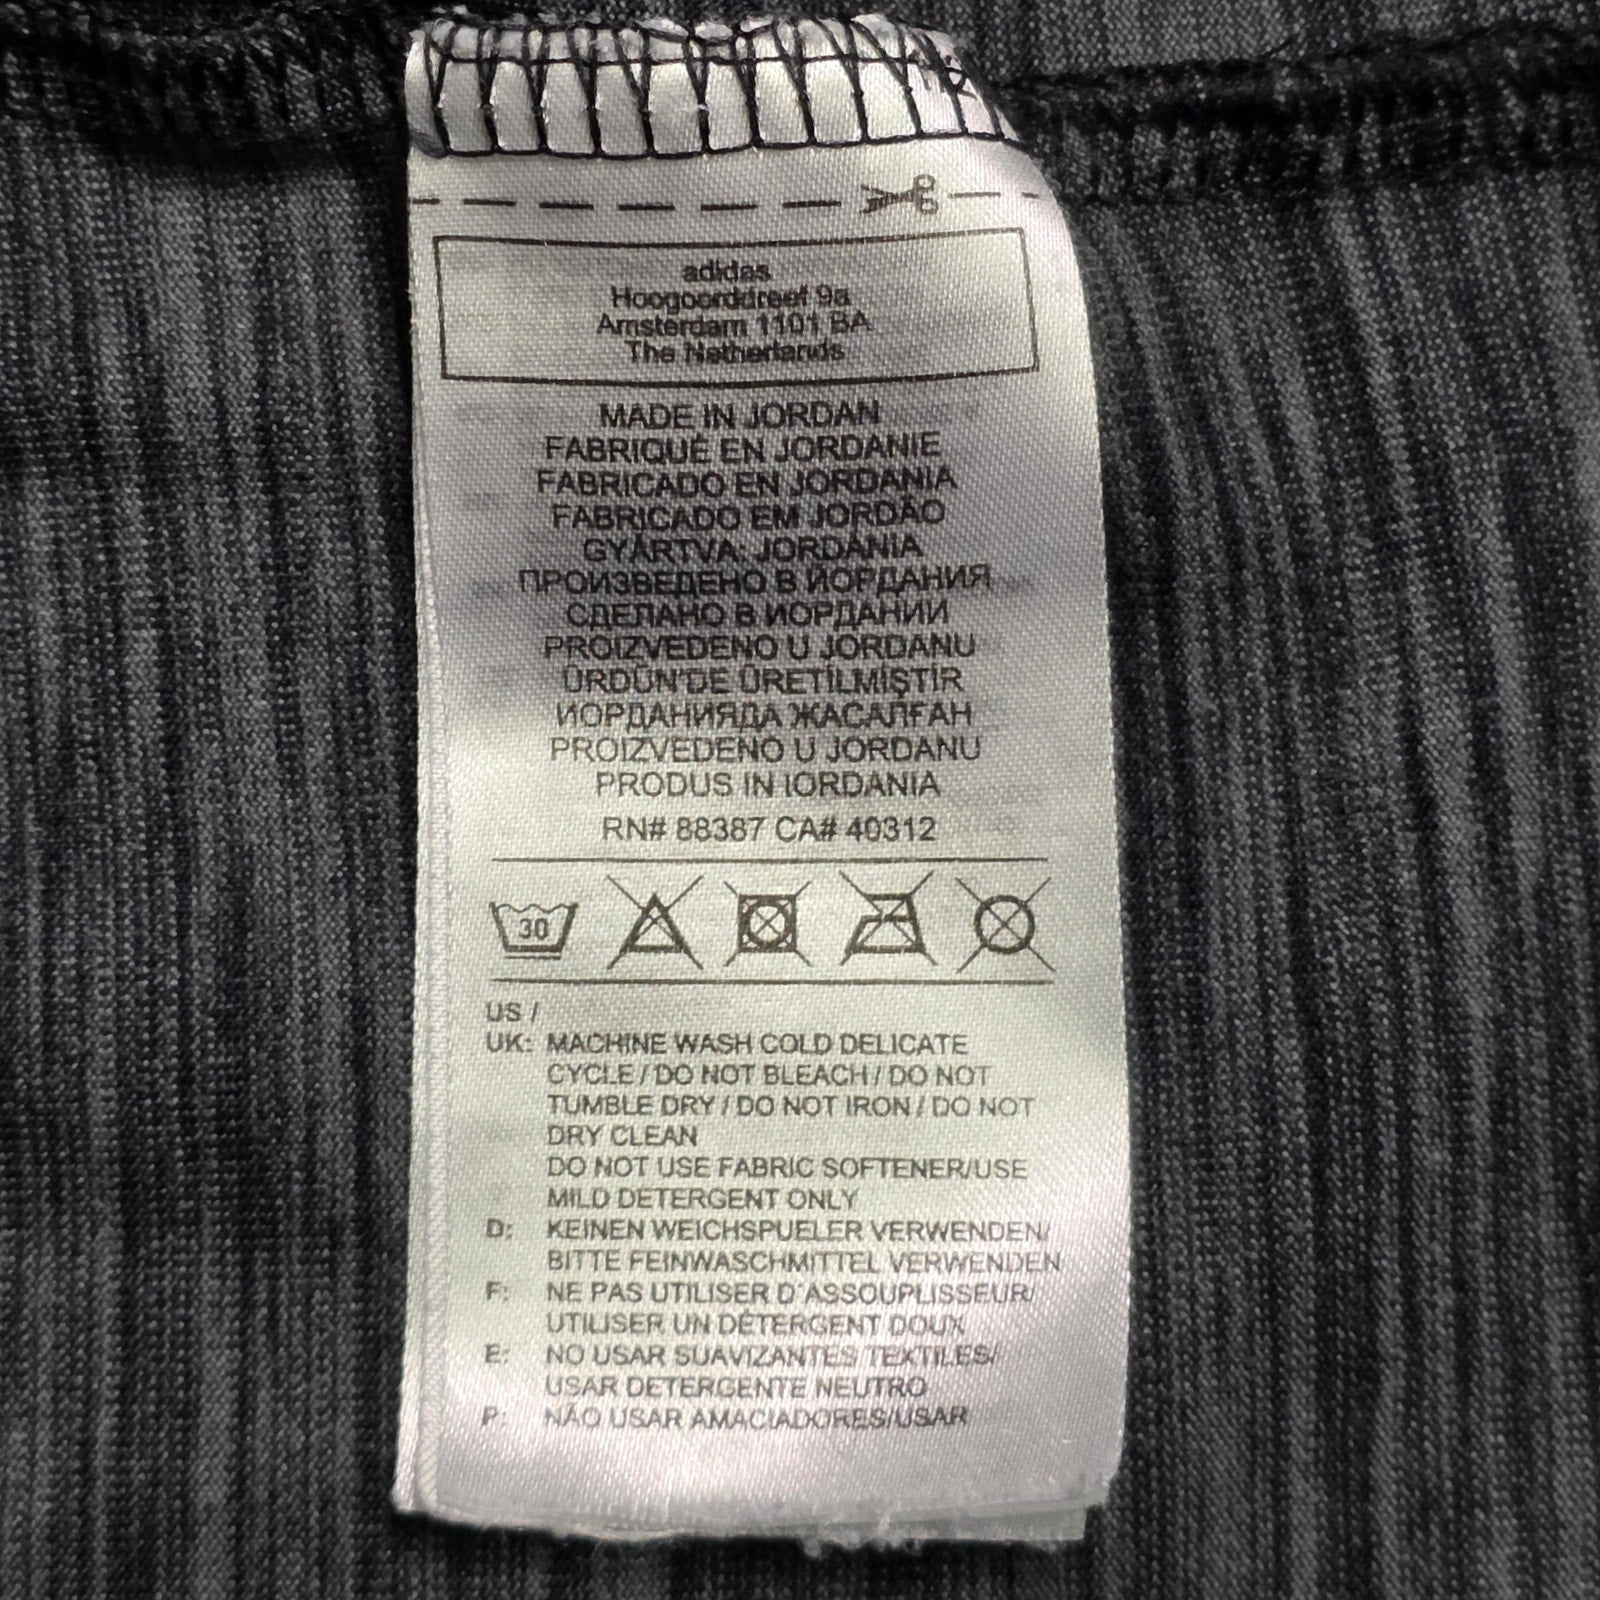 adidas
Hoogoorddreef 9a
Amsterdam 1101 BA
The Netherlands
MADE IN JORDAN
FABRIQUÉ EN JORDANIE
FABRICADO EN JORDANIA
FABRICADO EM JORDÃO
GYÁRTVA: JORDÁNIA
ПРОИЗВЕДЕНО В ЙОРДАНИЯ
СДЕЛАНО В ИОРДАНИИ
PROIZVEDENO U JORDANU
ÜRDÜN'DE ÜRETİLMİŞTİR
ИОРДАНИЯДА ЖАСАЛҒАН
PROIZVEDENO U JORDANU
PRODUS IN IORDANIA
RN# 88387 CA# 40312
30
US /
UK: MACHINE WASH COLD DELICATE
CYCLE / DO NOT BLEACH / DO NOT
TUMBLE DRY / DO NOT IRON / DO NOT
DRY CLEAN
DO NOT USE FABRIC SOFTENER/USE
MILD DETERGENT ONLY
D: KEINEN WEICHSPUELER VERWENDEN/
BITTE FEINWASCHMITTEL VERWENDEN
F: NE PAS UTILISER D'ASSOUPLISSEUR/
UTILISER UN DÉTERGENT DOUX
E: NO USAR SUAVIZANTES TEXTILES/
USAR DETERGENTE NEUTRO
P: NÃO USAR AMACIADORES/USAR